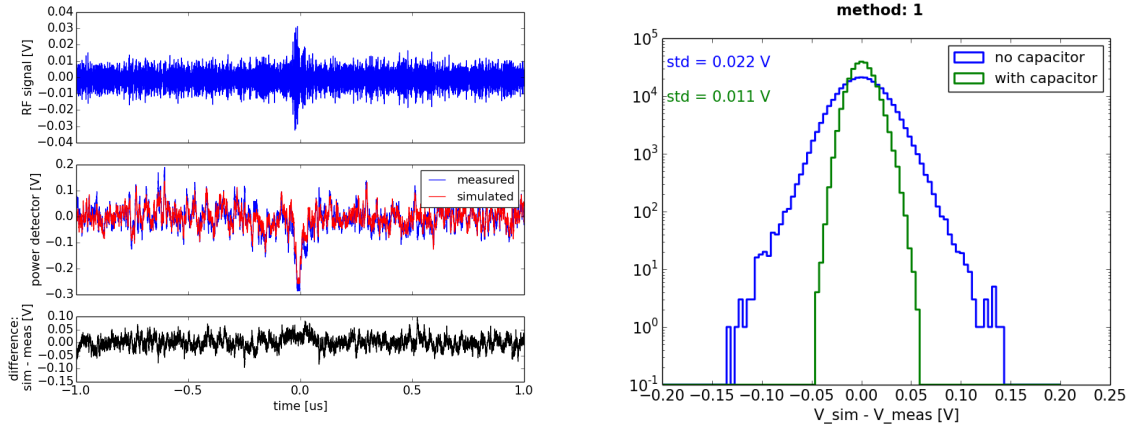 0.04
0.03
0.02
0.01
0.00
−0.01
−0.02
−0.03
−0.04
RF signal [V]
0.2
0.1
0.0
−0.1
−0.2
−0.3
power detector [V]
measured
simulated
0.10
0.05
0.00
−0.05
−0.10
−0.15
difference:
sim - meas [V]
−1.0 −0.5 0.0 0.5 1.0
time [us]
method: 1
10^5
10^4
10^3
10^2
10^1
10^0
10^-1
std = 0.022 V
std = 0.011 V
no capacitor
with capacitor
−0.20 −0.15 −0.10 −0.05 0.00 0.05 0.10 0.15 0.20 0.25
V_sim - V_meas [V]